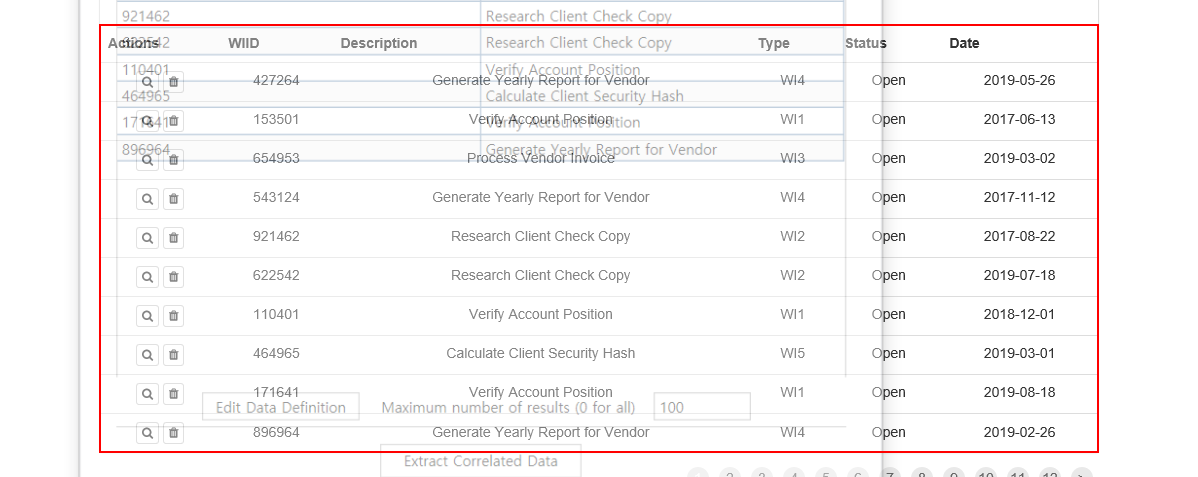 921462 Research Client Check Copy
Actions WIID Description Type Status Date
622542 Research Client Check Copy
110401 Verify Account Position
427264 Generate Yearly Report for Vendor WI4 Open 2019-05-26
464965 Calculate Client Security Hash
153501 Verify Account Position WI1 Open 2017-06-13
171641 Verify Account Position
896964 Generate Yearly Report for Vendor
654953 Process Vendor Invoice WI3 Open 2019-03-02
543124 Generate Yearly Report for Vendor WI4 Open 2017-11-12
921462 Research Client Check Copy WI2 Open 2017-08-22
622542 Research Client Check Copy WI2 Open 2019-07-18
110401 Verify Account Position WI1 Open 2018-12-01
464965 Calculate Client Security Hash WI5 Open 2019-03-01
171641 Verify Account Position WI1 Open 2019-08-18
Edit Data Definition Maximum number of results (0 for all) 100
896964 Generate Yearly Report for Vendor WI4 Open 2019-02-26
Extract Correlated Data
1 2 3 4 5 6 7 8 9 10 11 12 >